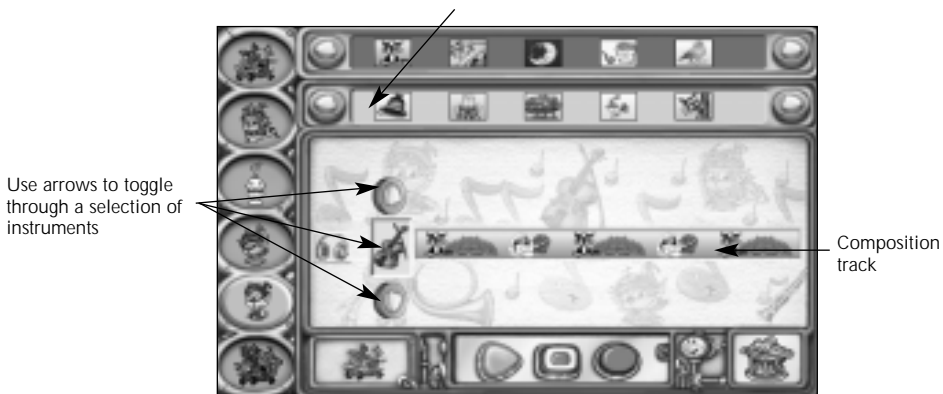 Use arrows to toggle
through a selection of
instruments
Composition
track